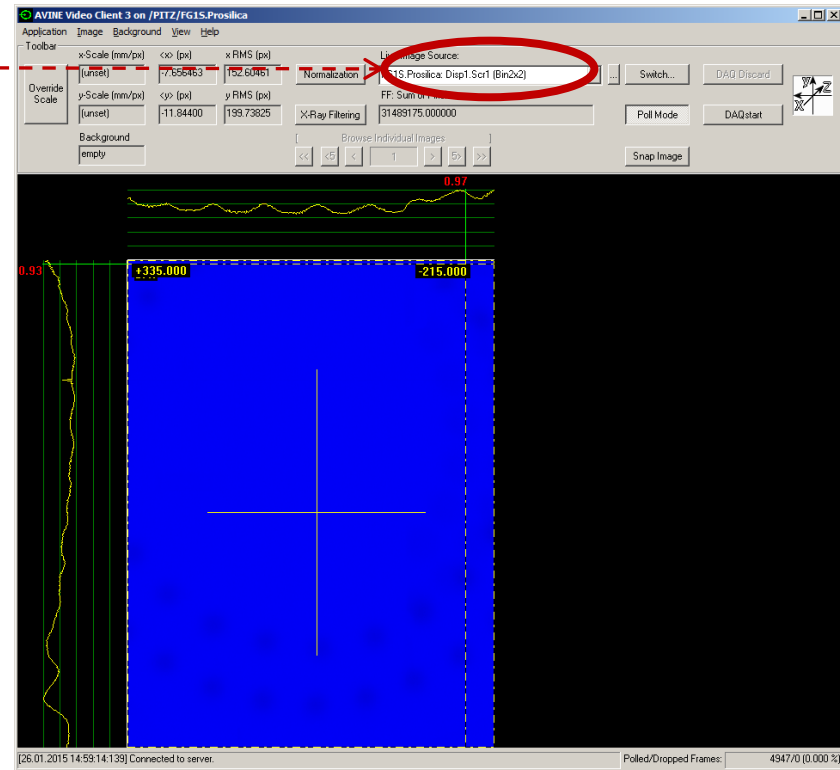 AVINE Video Client 3 on /PITZ/FG1S.Prosilica
Application Image Background View Help
Toolbar
x-Scale (mm/px) <x> (px) x RMS (px) Image Source:
(unset) -7.656463 152.60461 Normalization Prosilica: Disp1.Scr1 (Bin2x2) ... Switch... DAQ Discard
Override Scale
y-Scale (mm/px) <y> (px) y RMS (px) FF: Sum of
(unset) -11.84400 199.73825 X-Ray Filtering 31489175.000000 Poll Mode DAQstart
Background [ Browse Individual Images ]
empty << <5 < 1 > 5> >> Snap Image
Y Z
X
0.97
0.93
+335.000 -215.000
[26.01.2015 14:59:14:139] Connected to server. Polled/Dropped Frames: 4947/0 (0.000 %)